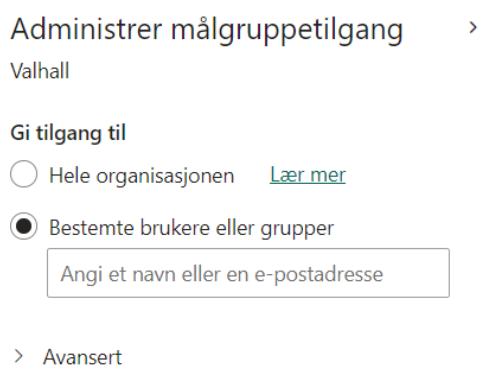 Administrer målgruppetilgang
Valhall
Gi tilgang til
Hele organisasjonen Lær mer
Bestemte brukere eller grupper
Angi et navn eller en e-postadresse
Avansert